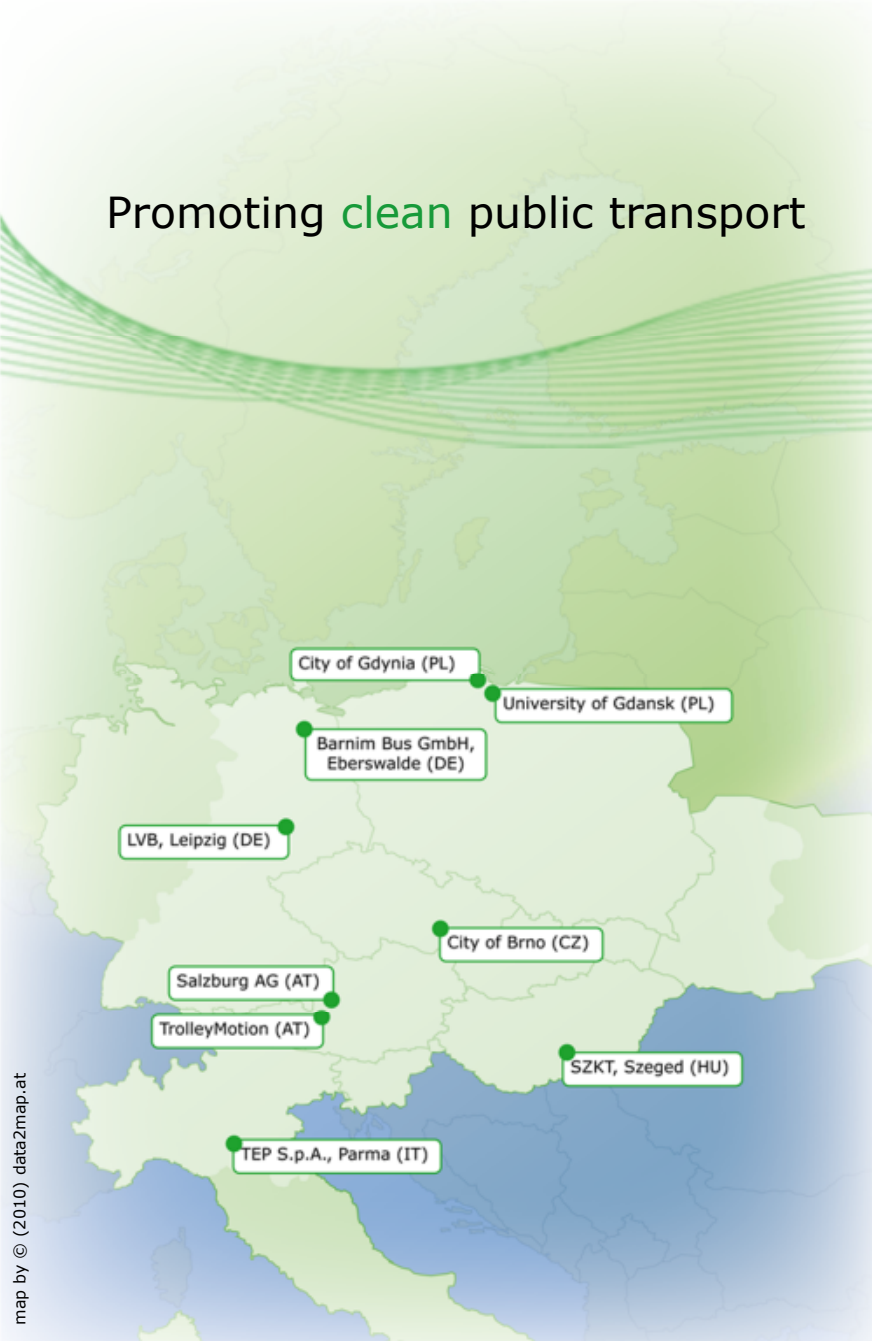 Promoting clean public transport
City of Gdynia (PL)
University of Gdansk (PL)
Barnim Bus GmbH,
Eberswalde (DE)
LVB, Leipzig (DE)
City of Brno (CZ)
Salzburg AG (AT)
TrolleyMotion (AT)
SZKT, Szeged (HU)
TEP S.p.A., Parma (IT)
map by © (2010) data2map.at